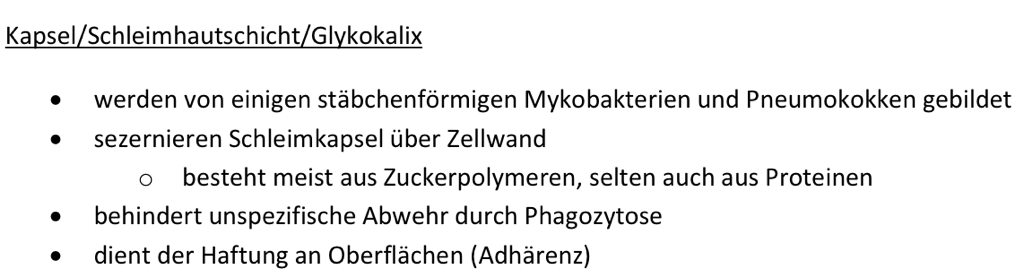 Kapsel/Schleimhautschicht/Glykokalix
• werden von einigen stäbchenförmigen Mykobakterien und Pneumokokken gebildet
• sezernieren Schleimkapsel über Zellwand
o besteht meist aus Zuckerpolymeren, selten auch aus Proteinen
• behindert unspezifische Abwehr durch Phagozytose
• dient der Haftung an Oberflächen (Adhärenz)